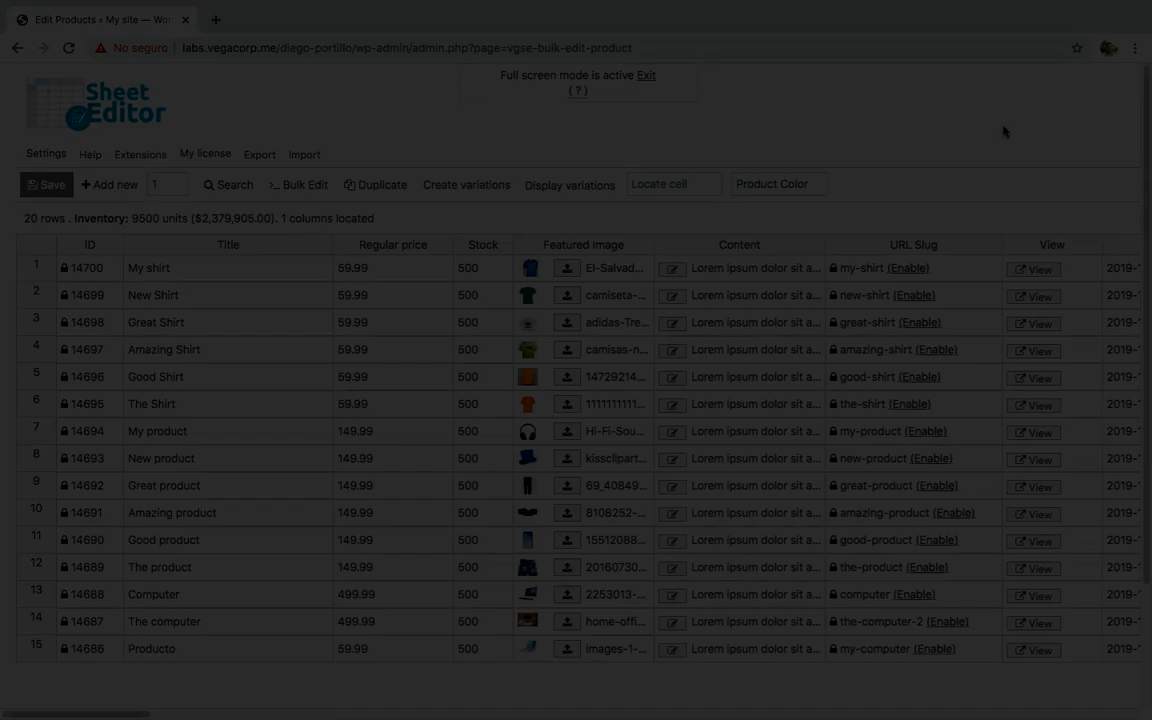 Edit Products ‹ My site — Wor
No seguro labs.vegacorp.me/diego-portillo/wp-admin/admin.php?page=vgse-bulk-edit-product
Full screen mode is active Exit
( ? )
Sheet
Editor
Settings Help Extensions My license Export Import
Save Add new 1 Search Bulk Edit Duplicate Create variations Display variations Locate cell Product Color
20 rows . Inventory: 9500 units ($2,379,905.00). 1 columns located
ID Title Regular price Stock Featured Image Content URL Slug View
1 14700 My shirt 59.99 500 El-Salvad... Lorem ipsum dolor sit a... my-shirt (Enable) View 2019-
2 14699 New Shirt 59.99 500 camiseta-... Lorem ipsum dolor sit a... new-shirt (Enable) View 2019-
3 14698 Great Shirt 59.99 500 adidas-Tre... Lorem ipsum dolor sit a... great-shirt (Enable) View 2019-
4 14697 Amazing Shirt 59.99 500 camisas-n... Lorem ipsum dolor sit a... amazing-shirt (Enable) View 2019-
5 14696 Good Shirt 59.99 500 14729214... Lorem ipsum dolor sit a... good-shirt (Enable) View 2019-
6 14695 The Shirt 59.99 500 1111111111... Lorem ipsum dolor sit a... the-shirt (Enable) View 2019-
7 14694 My product 149.99 500 Hi-Fi-Sou... Lorem ipsum dolor sit a... my-product (Enable) View 2019-
8 14693 New product 149.99 500 kissclipart... Lorem ipsum dolor sit a... new-product (Enable) View 2019-
9 14692 Great product 149.99 500 69_40849... Lorem ipsum dolor sit a... great-product (Enable) View 2019-
10 14691 Amazing product 149.99 500 8108252-... Lorem ipsum dolor sit a... amazing-product (Enable) View 2019-
11 14690 Good product 149.99 500 15512088... Lorem ipsum dolor sit a... good-product (Enable) View 2019-
12 14689 The product 149.99 500 20160730... Lorem ipsum dolor sit a... the-product (Enable) View 2019-
13 14688 Computer 499.99 500 2253013-... Lorem ipsum dolor sit a... computer (Enable) View 2019-
14 14687 The computer 499.99 500 home-offi... Lorem ipsum dolor sit a... the-computer-2 (Enable) View 2019-
15 14686 Producto 59.99 500 images-1-... Lorem ipsum dolor sit a... my-computer (Enable) View 2019-